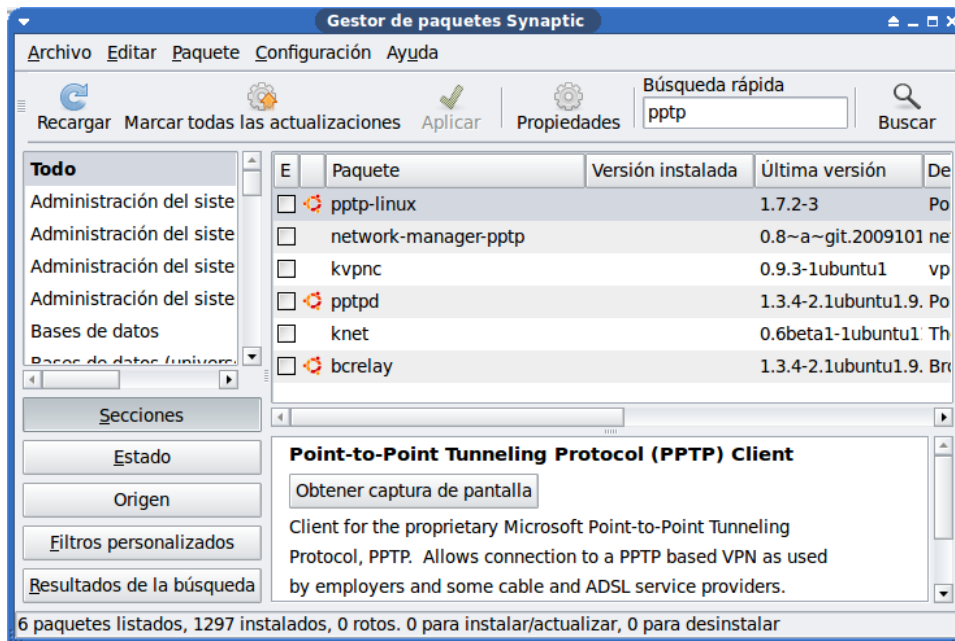 Gestor de paquetes Synaptic
Archivo Editar Paquete Configuración Ayuda
Búsqueda rápida
pptp
Recargar Marcar todas las actualizaciones Aplicar Propiedades Buscar
Todo
Administración del siste
Administración del siste
Administración del siste
Administración del siste
Bases de datos
Bases de datos (univers
Secciones
Estado
Origen
Filtros personalizados
Resultados de la búsqueda
E Paquete Versión instalada Última versión De
pptp-linux 1.7.2-3 Po
network-manager-pptp 0.8~a~git.2009101 ne
kvpnc 0.9.3-1ubuntu1 vp
pptpd 1.3.4-2.1ubuntu1.9. Po
knet 0.6beta1-1ubuntu1 Th
bcrelay 1.3.4-2.1ubuntu1.9. Bro
Point-to-Point Tunneling Protocol (PPTP) Client
Obtener captura de pantalla
Client for the proprietary Microsoft Point-to-Point Tunneling
Protocol, PPTP. Allows connection to a PPTP based VPN as used
by employers and some cable and ADSL service providers.
6 paquetes listados, 1297 instalados, 0 rotos. 0 para instalar/actualizar, 0 para desinstalar